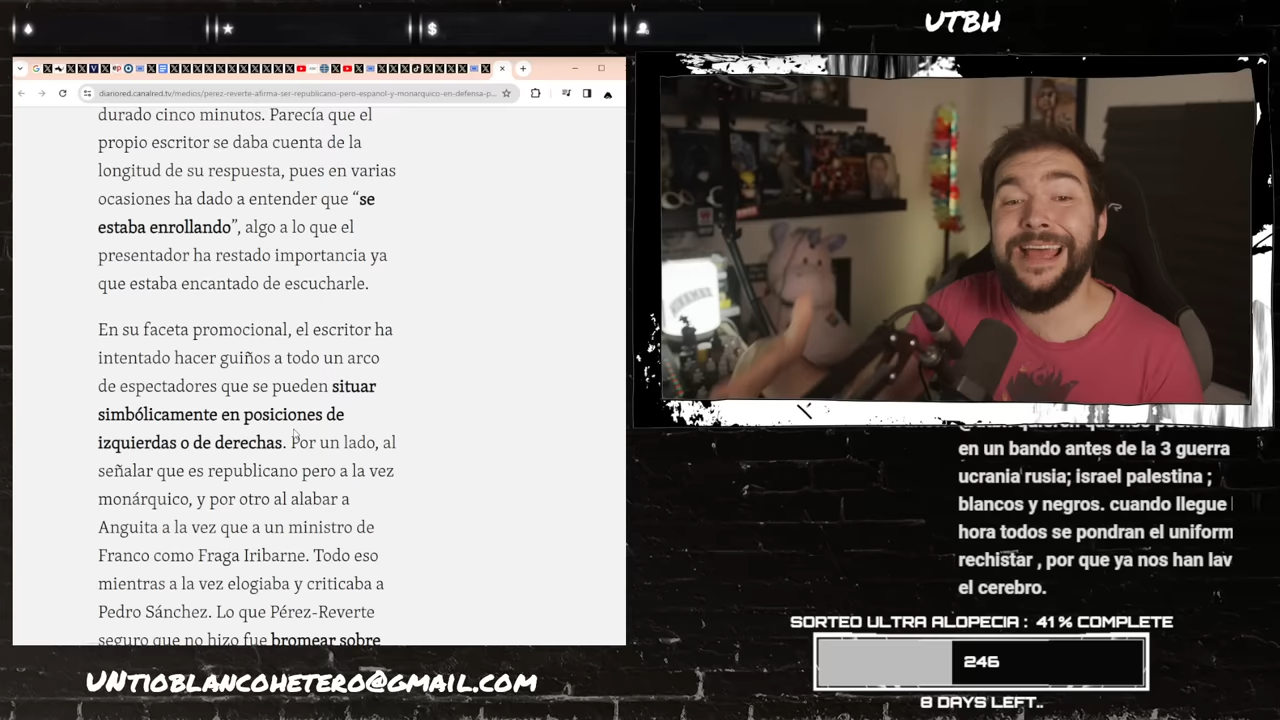 UTBH
diariored.canalred.tv/medios/perez-reverte-afirma-ser-republicano-pero-espanol-y-monarquico-en-defensa-p...
durado cinco minutos. Parecía que el
propio escritor se daba cuenta de la
longitud de su respuesta, pues en varias
ocasiones ha dado a entender que “se
estaba enrollando”, algo a lo que el
presentador ha restado importancia ya
que estaba encantado de escucharle.
En su faceta promocional, el escritor ha
intentado hacer guiños a todo un arco
de espectadores que se pueden situar
simbólicamente en posiciones de
izquierdas o de derechas. Por un lado, al
señalar que es republicano pero a la vez
monárquico, y por otro al alabar a
Anguita a la vez que a un ministro de
Franco como Fraga Iribarne. Todo eso
mientras a la vez elogiaba y criticaba a
Pedro Sánchez. Lo que Pérez-Reverte
seguro que no hizo fue bromear sobre
en un bando antes de la 3 guerra
ucrania rusia; israel palestina ;
blancos y negros. cuando llegue
hora todos se pondran el uniform
rechistar , por que ya nos han lav
el cerebro.
SORTEO ULTRA ALOPECIA : 41% COMPLETE
246
8 DAYS LEFT..
UNtioblancohetero@gmail.com